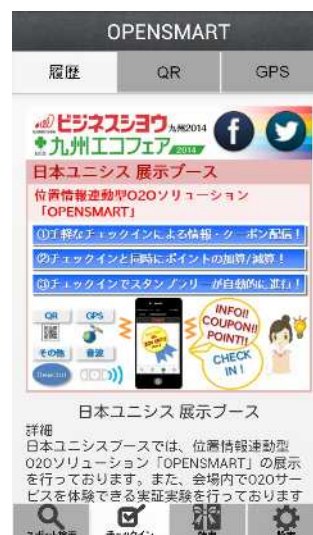 OPENSMART
履歴 QR GPS
ビジネスショウ 九州2014
九州エコフェア 2014
日本ユニシス 展示ブース
位置情報連動型O2Oソリューション
「OPENSMART」
①手軽なチェックインによる情報・クーポン配信!
②チェックインと同時にポイントの加算/減算!
③チェックインでスタンプラリーが自動的に進行!
QR GPS
その他 音波
INFO!!
COUPON!!
POINT!!
CHECK
IN!
日本ユニシス 展示ブース
詳細
日本ユニシスブースでは、位置情報連動型
O2Oソリューション「OPENSMART」の展示
を行っております。また、会場内でO2Oサー
ビスを体験できる実証実験を行っております
チェックイン